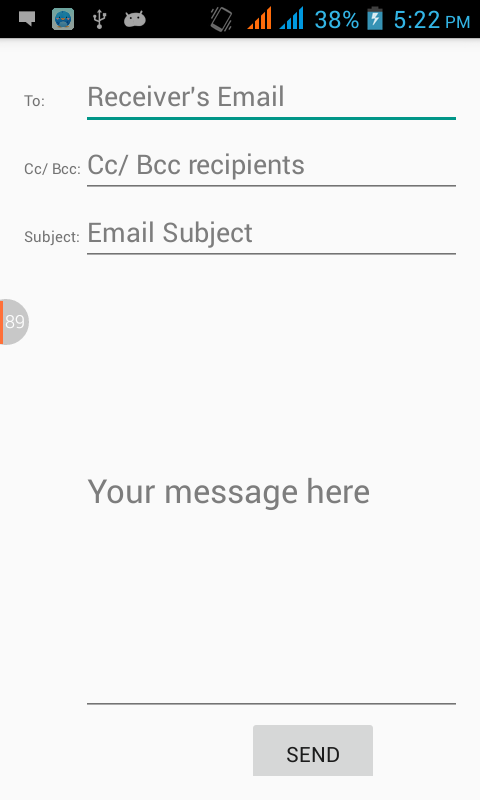 38% 5:22 PM
To: Receiver's Email
Cc/ Bcc: Cc/ Bcc recipients
Subject: Email Subject
89
Your message here
SEND